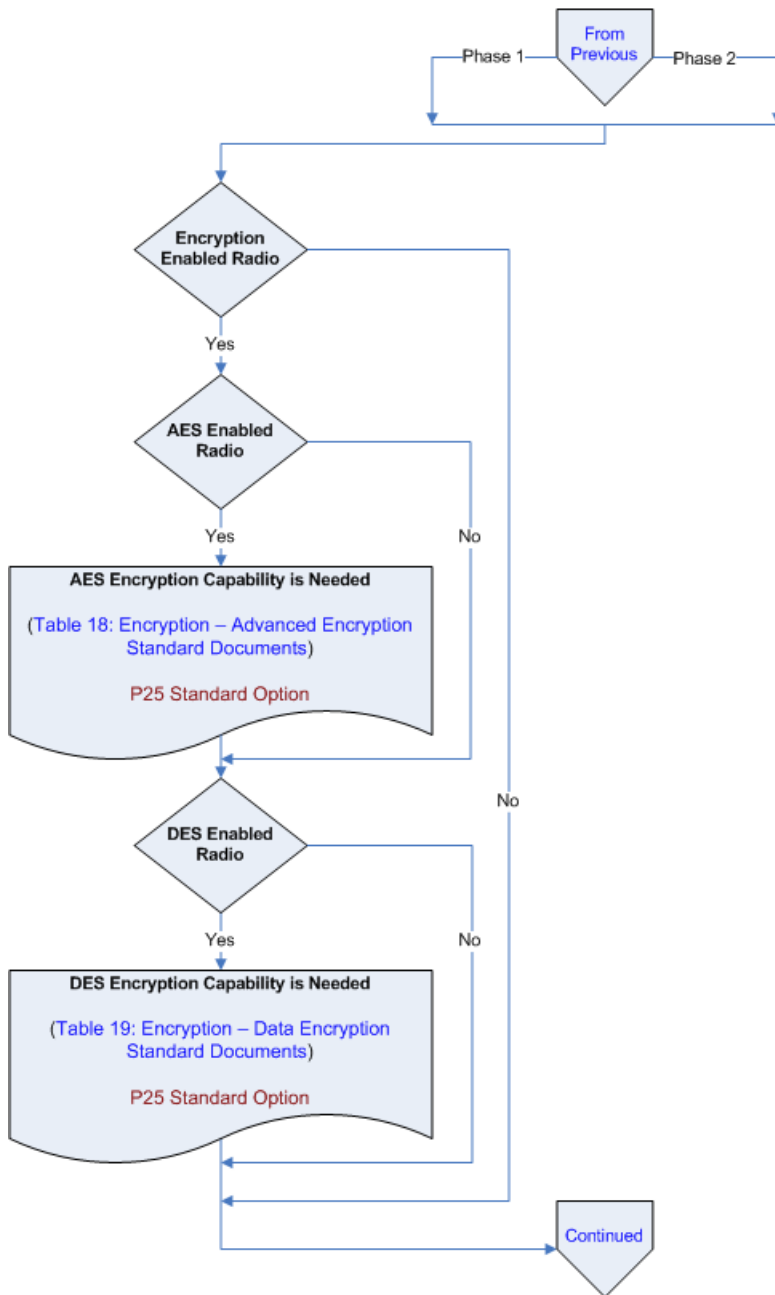 From
Previous
Phase 1
Phase 2
Encryption
Enabled Radio
Yes
AES Enabled
Radio
Yes
No
AES Encryption Capability is Needed
(Table 18: Encryption – Advanced Encryption
Standard Documents)
P25 Standard Option
No
DES Enabled
Radio
Yes
No
DES Encryption Capability is Needed
(Table 19: Encryption – Data Encryption
Standard Documents)
P25 Standard Option
Continued